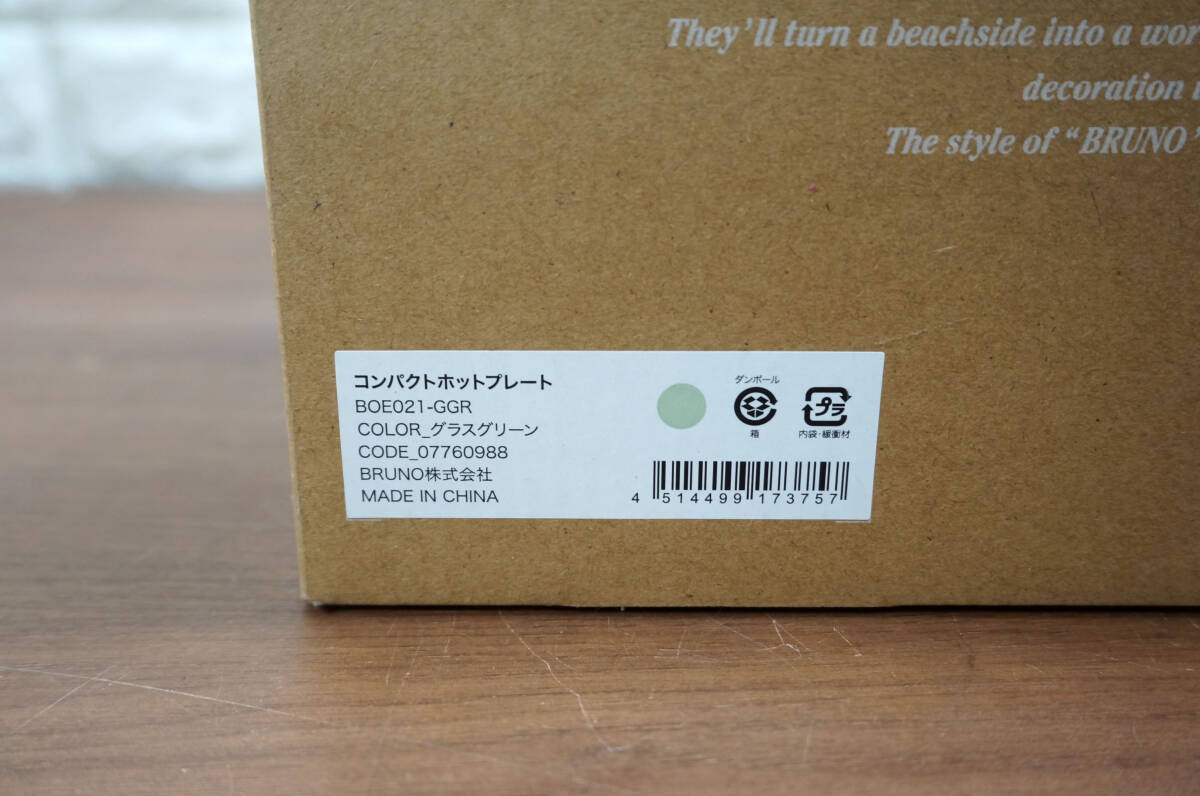 They'll turn a beachside into a
decoration
The style of “BRUNO”
コンパクトホットプレート
BOE021-GGR
COLOR_グラスグリーン
CODE_07760988
BRUNO株式会社
MADE IN CHINA
ダンボール
箱
プラ
内袋・緩衝材
4 514499 173757